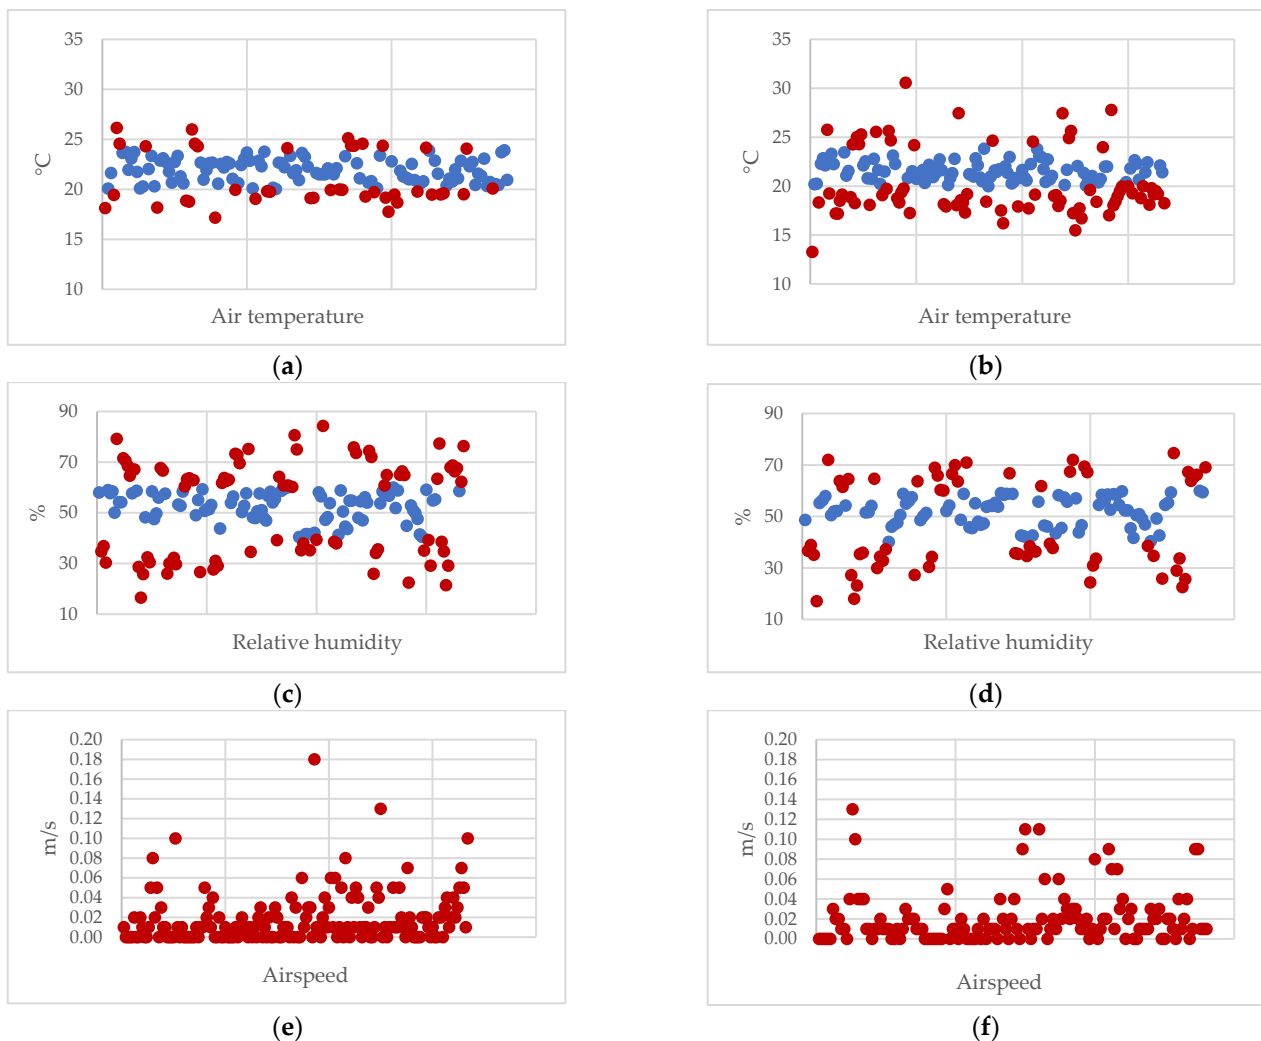 35
30
25
20
15
10
°C
Air temperature
(a)
35
30
25
20
15
10
°C
Air temperature
(b)
90
70
50
30
10
%
Relative humidity
(c)
90
70
50
30
10
%
Relative humidity
(d)
0.20
0.18
0.16
0.14
0.12
0.10
0.08
0.06
0.04
0.02
0.00
m/s
Airspeed
(e)
0.20
0.18
0.16
0.14
0.12
0.10
0.08
0.06
0.04
0.02
0.00
m/s
Airspeed
(f)